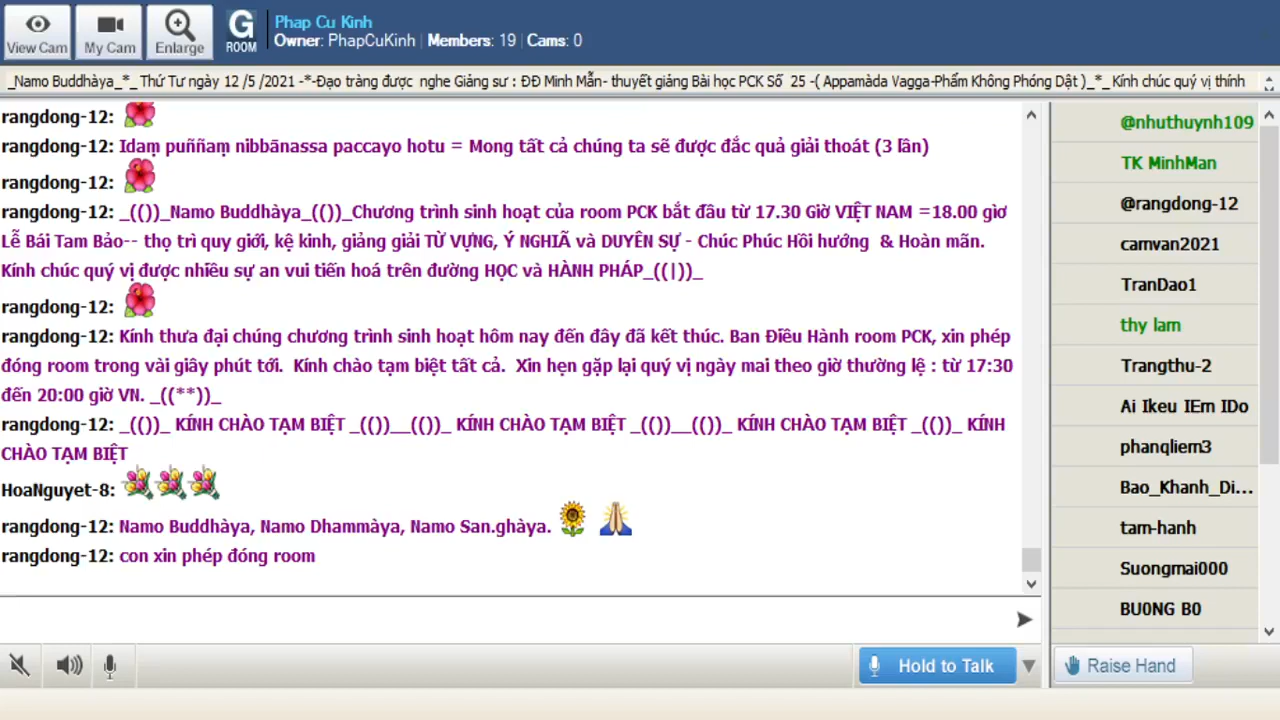 View Cam
My Cam
Enlarge
G
ROOM
Phap Cu Kinh
Owner: PhapCuKinh | Members: 19 | Cams: 0
_Namo Buddhàya_*_ Thứ Tư ngày 12 /5 /2021 -*-Đạo tràng được nghe Giảng sư : ĐĐ Minh Mẫn- thuyết giảng Bài học PCK Số 25 -( Appamàda Vagga-Phẩm Không Phóng Dật )_*_ Kính chúc quý vị thính
rangdong-12:
rangdong-12: Idaṃ puññaṃ nibbānassa paccayo hotu = Mong tất cả chúng ta sẽ được đắc quả giải thoát (3 lần)
rangdong-12:
rangdong-12: _(())_Namo Buddhàya_(())_Chương trình sinh hoạt của room PCK bắt đầu từ 17.30 Giờ VIỆT NAM =18.00 giờ
Lễ Bái Tam Bảo-- thọ trì quy giới, kệ kinh, giảng giải TỪ VỰNG, Ý NGHIÃ và DUYÊN SỰ - Chúc Phúc Hồi hướng & Hoàn mãn.
Kính chúc quý vị được nhiều sự an vui tiến hoá trên đường HỌC và HÀNH PHÁP_((|))_
rangdong-12:
rangdong-12: Kính thưa đại chúng chương trình sinh hoạt hôm nay đến đây đã kết thúc. Ban Điều Hành room PCK, xin phép
đóng room trong vài giây phút tới. Kính chào tạm biệt tất cả. Xin hẹn gặp lại quý vị ngày mai theo giờ thường lệ : từ 17:30
đến 20:00 giờ VN. _((**))_
rangdong-12: _(())_ KÍNH CHÀO TẠM BIỆT _(())__(())_ KÍNH CHÀO TẠM BIỆT _(())__(())_ KÍNH CHÀO TẠM BIỆT _(())_ KÍNH
CHÀO TẠM BIỆT
HoaNguyet-8:
rangdong-12: Namo Buddhàya, Namo Dhammàya, Namo San.ghàya.
rangdong-12: con xin phép đóng room
@nhuthuynh109
TK MinhMan
@rangdong-12
camvan2021
TranDao1
thy lam
Trangthu-2
Ai Ikeu IEm IDo
phanqliem3
Bao_Khanh_Di...
tam-hanh
Suongmai000
BU0NG B0
Hold to Talk
Raise Hand